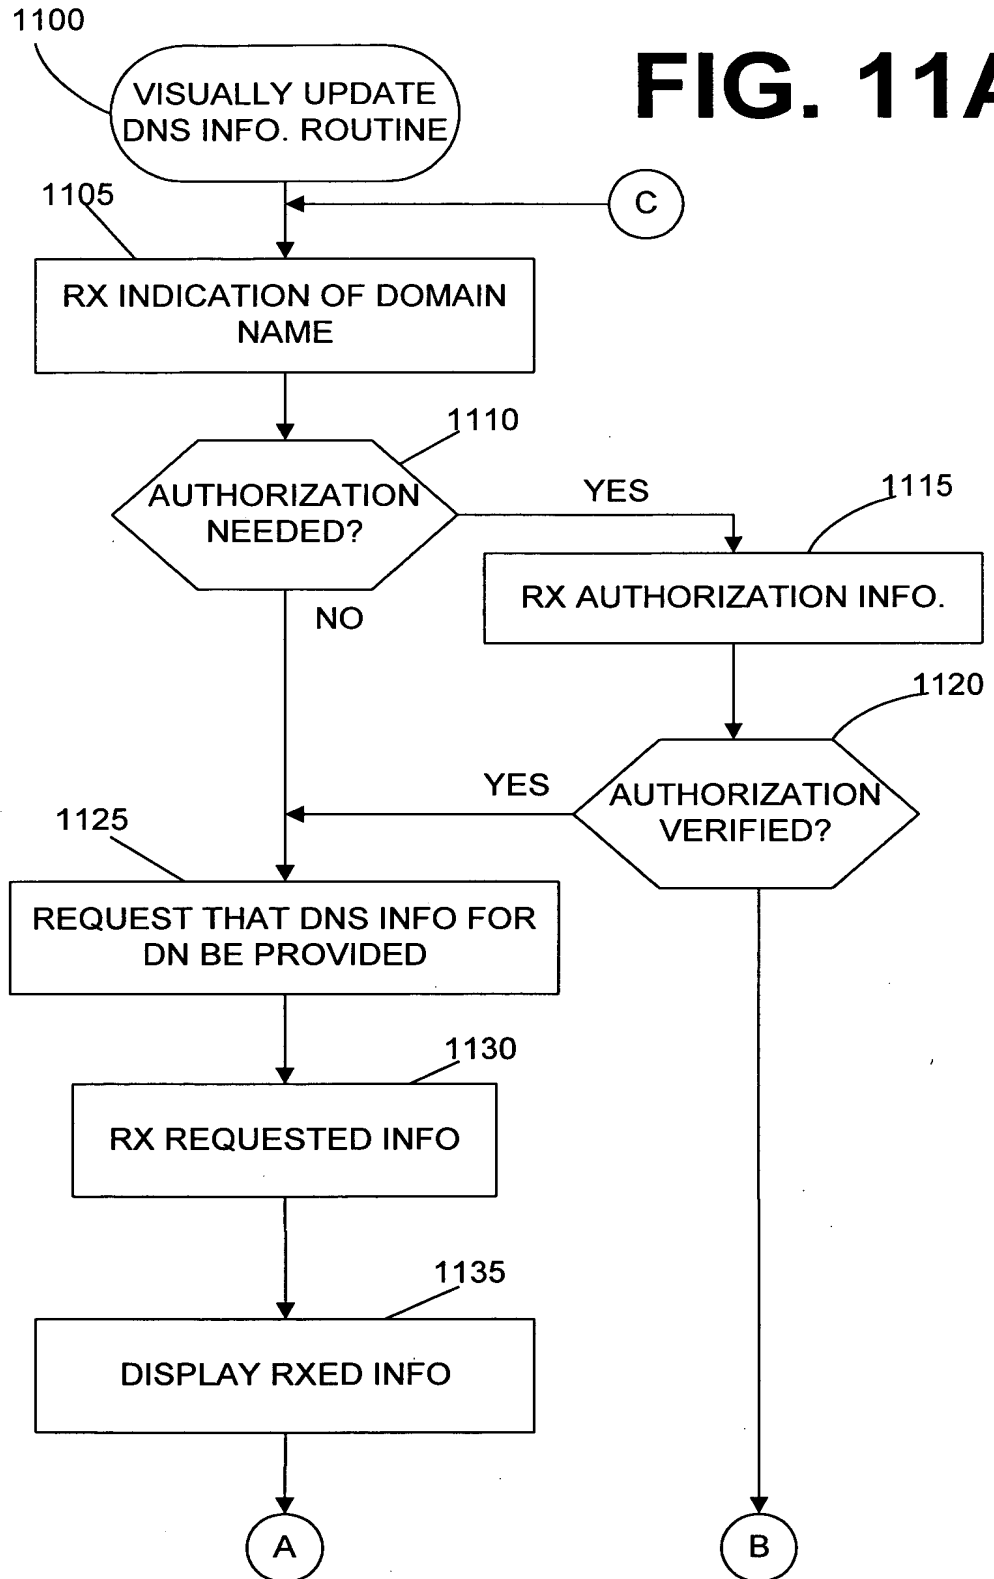 1100
FIG. 11A
VISUALLY UPDATE
DNS INFO. ROUTINE
1105
C
RX INDICATION OF DOMAIN
NAME
1110
AUTHORIZATION
NEEDED?
YES
1115
NO
RX AUTHORIZATION INFO.
1120
YES
AUTHORIZATION
VERIFIED?
1125
REQUEST THAT DNS INFO FOR
DN BE PROVIDED
1130
RX REQUESTED INFO
1135
DISPLAY RXED INFO
A
B